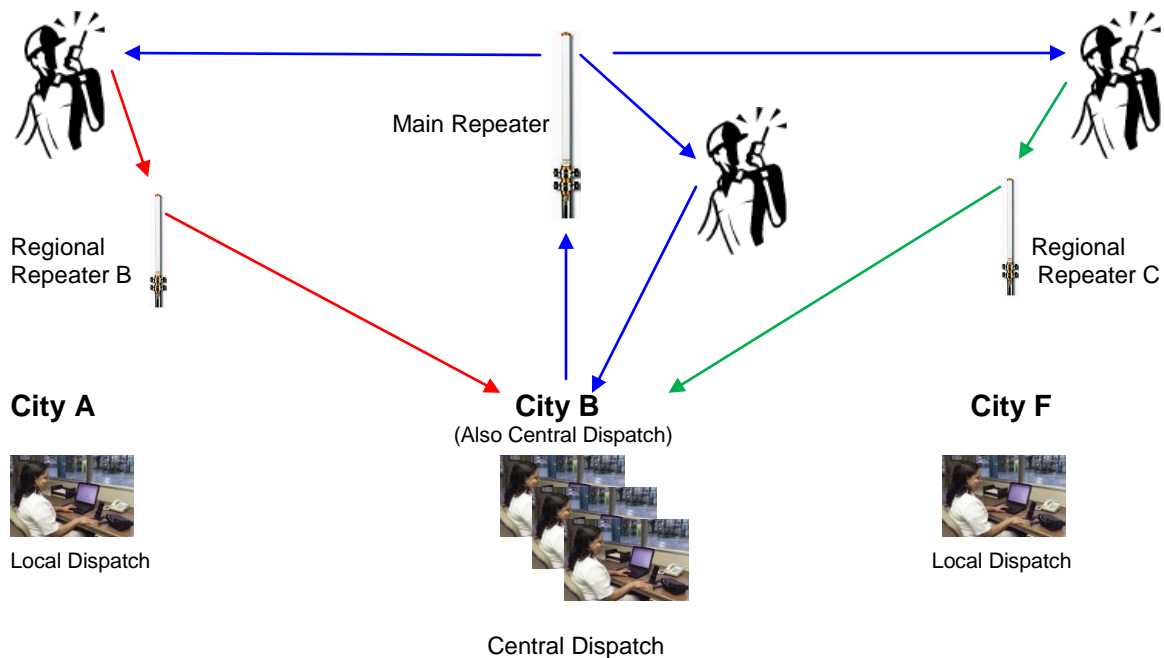 Main Repeater
Regional
Repeater B
Regional
Repeater C
City A
City B
City F
(Also Central Dispatch)
Local Dispatch
Local Dispatch
Central Dispatch